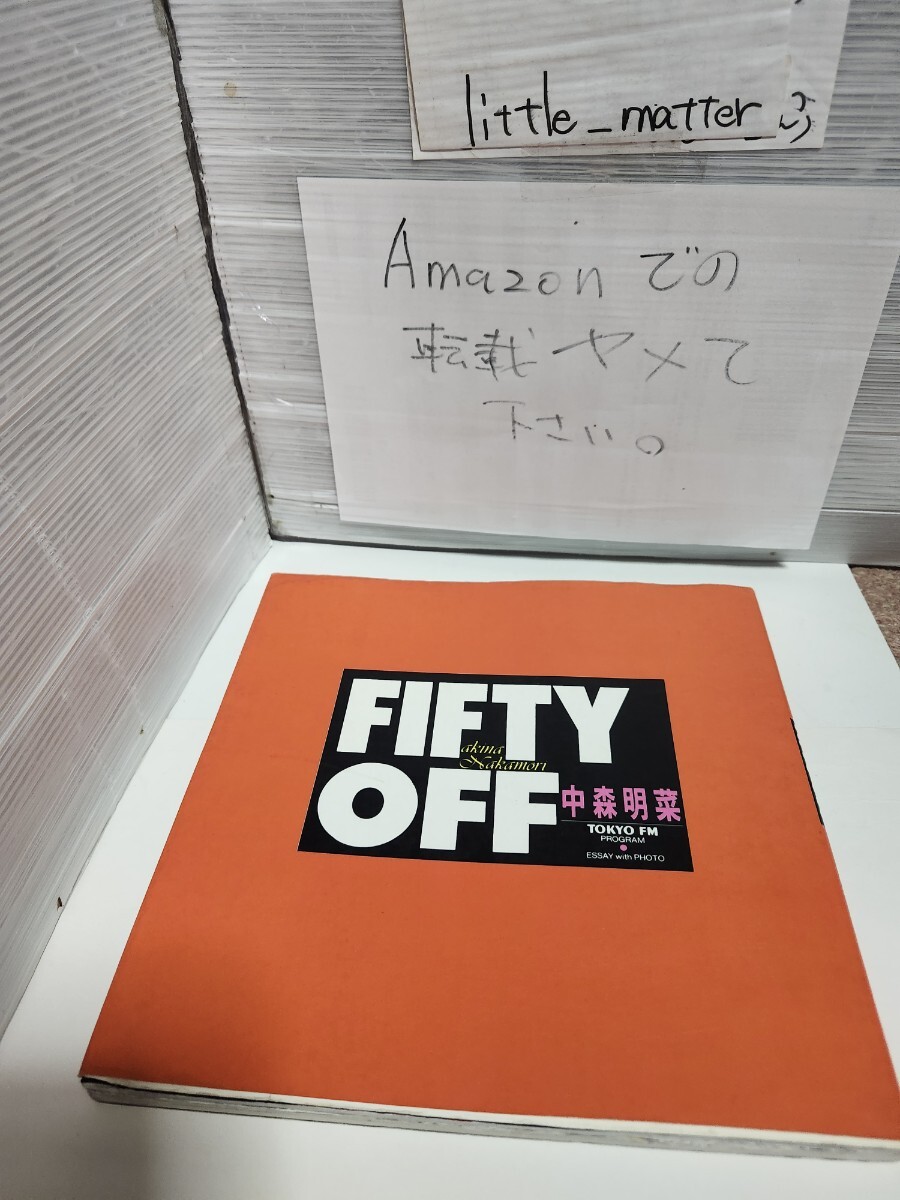 little_matter
Amazonでの
転載ヤメて
下さい。
FIFTY
akina
Nakamori
OFF
中森明菜
TOKYO FM
PROGRAM
ESSAY with PHOTO